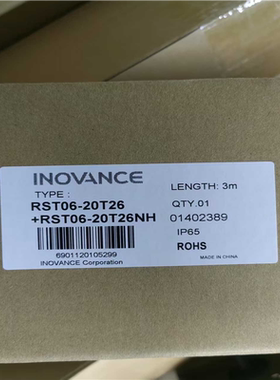 INOVANCE
LENGTH: 3m
TYPE :
RST06-20T26
QTY.01
+RST06-20T26NH
01402389
IP65
ROHS
6901120105299
INOVANCE Corporation
MADE IN CHINA